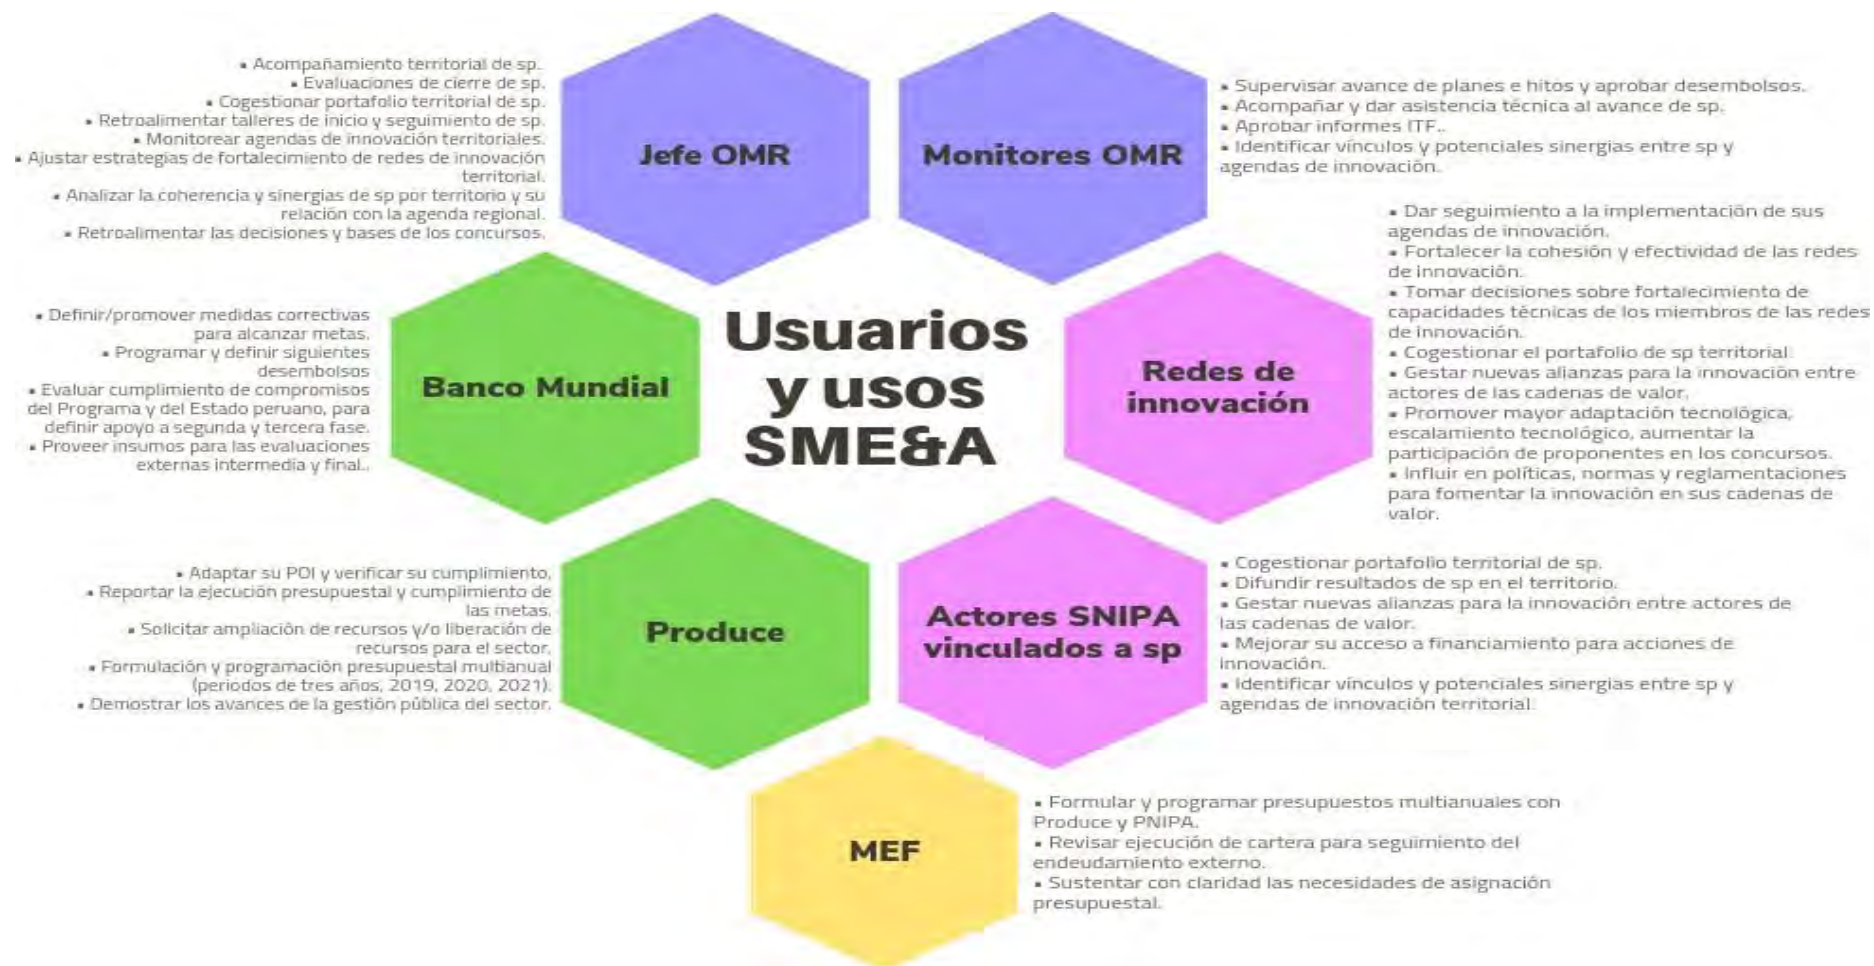 ▪ Acompañamiento territorial de sp.
▪ Evaluaciones de cierre de sp.
▪ Cogestionar portafolio territorial de sp.
▪ Retroalimentar talleres de inicio y seguimiento de sp.
▪ Monitorear agendas de innovación territoriales.
▪ Ajustar estrategias de fortalecimiento de redes de innovación
territorial.
▪ Analizar la coherencia y sinergias de sp por territorio y su
relación con la agenda regional.
▪ Retroalimentar las decisiones y bases de los concursos.
Jefe OMR
Monitores OMR
▪ Supervisar avance de planes e hitos y aprobar desembolsos.
▪ Acompañar y dar asistencia técnica al avance de sp.
▪ Aprobar informes ITF..
▪ Identificar vínculos y potenciales sinergias entre sp y
agendas de innovación.
▪ Definir/promover medidas correctivas
para alcanzar metas.
▪ Programar y definir siguientes
desembolsos
▪ Evaluar cumplimiento de compromisos
del Programa y del Estado peruano, para
definir apoyo a segunda y tercera fase.
▪ Proveer insumos para las evaluaciones
externas intermedia y final..
Banco Mundial
Usuarios
y usos
SME&A
Redes de
innovación
▪ Dar seguimiento a la implementación de sus
agendas de innovación.
▪ Fortalecer la cohesión y efectividad de las redes
de innovación.
▪ Tomar decisiones sobre fortalecimiento de
capacidades técnicas de los miembros de las redes
de innovación.
▪ Cogestionar el portafolio de sp territorial.
▪ Gestar nuevas alianzas para la innovación entre
actores de las cadenas de valor.
▪ Promover mayor adaptación tecnológica,
escalamiento tecnológico, aumentar la
participación de proponentes en los concursos.
▪ Influir en políticas, normas y reglamentaciones
para fomentar la innovación en sus cadenas de
valor.
▪ Adaptar su POI y verificar su cumplimiento,
▪ Reportar la ejecución presupuestal y cumplimiento de
las metas.
▪ Solicitar ampliación de recursos y/o liberación de
recursos para el sector.
▪ Formulación y programación presupuestal multianual
(periodos de tres años, 2019, 2020, 2021).
▪ Demostrar los avances de la gestión pública del sector.
Produce
Actores SNIPA
vinculados a sp
▪ Cogestionar portafolio territorial de sp.
▪ Difundir resultados de sp en el territorio.
▪ Gestar nuevas alianzas para la innovación entre actores de
las cadenas de valor.
▪ Mejorar su acceso a financiamiento para acciones de
innovación.
▪ Identificar vínculos y potenciales sinergias entre sp y
agendas de innovación territorial.
MEF
▪ Formular y programar presupuestos multianuales con
Produce y PNIPA.
▪ Revisar ejecución de cartera para seguimiento del
endeudamiento externo.
▪ Sustentar con claridad las necesidades de asignación
presupuestal.